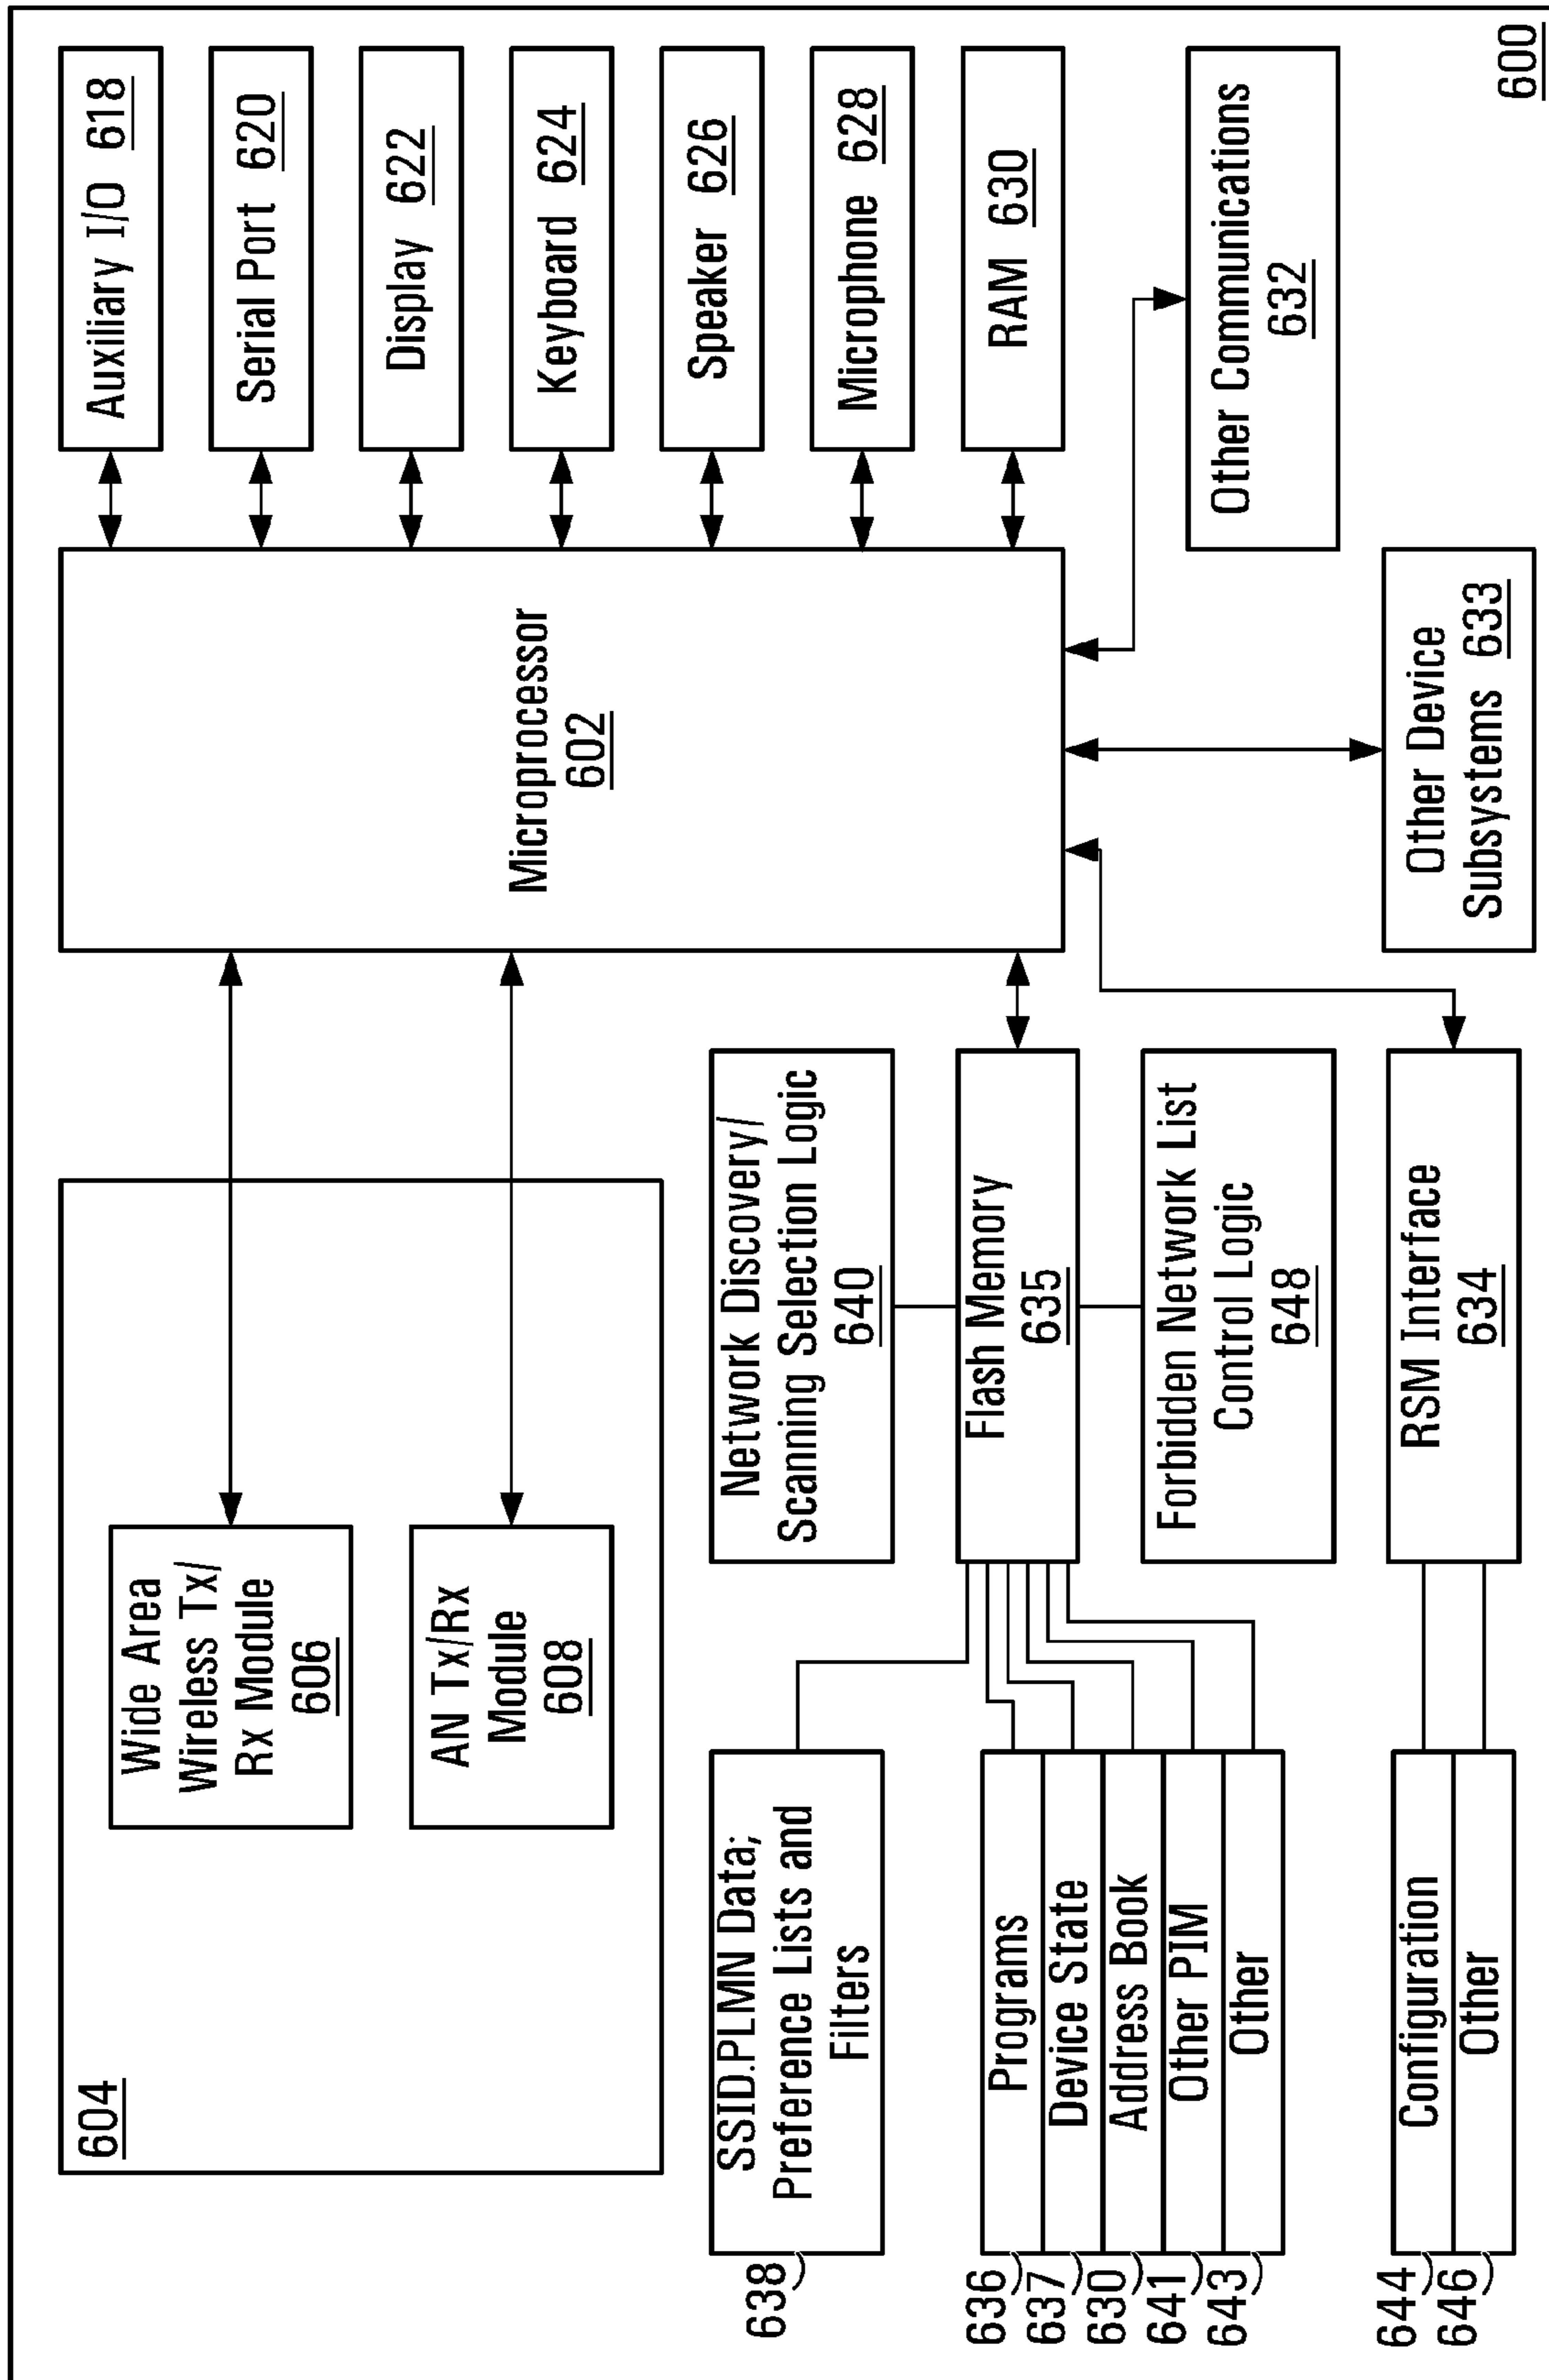 604
Wide Area
Wireless Tx/
Rx Module
606
AN Tx/Rx
Module
608
Microprocessor
602
Auxiliary I/O 618
Serial Port 620
Display 622
Keyboard 624
Speaker 626
Microphone 628
RAM 630
638
SSID.PLMN Data;
Preference Lists and
Filters
Network Discovery/
Scanning Selection Logic
640
Flash Memory
635
Forbidden Network List
Control Logic
648
636
Programs
637
Device State
630
Address Book
641
Other PIM
643
Other
644
Configuration
646
Other
RSM Interface
634
Other Device
Subsystems 633
Other Communications
632
600